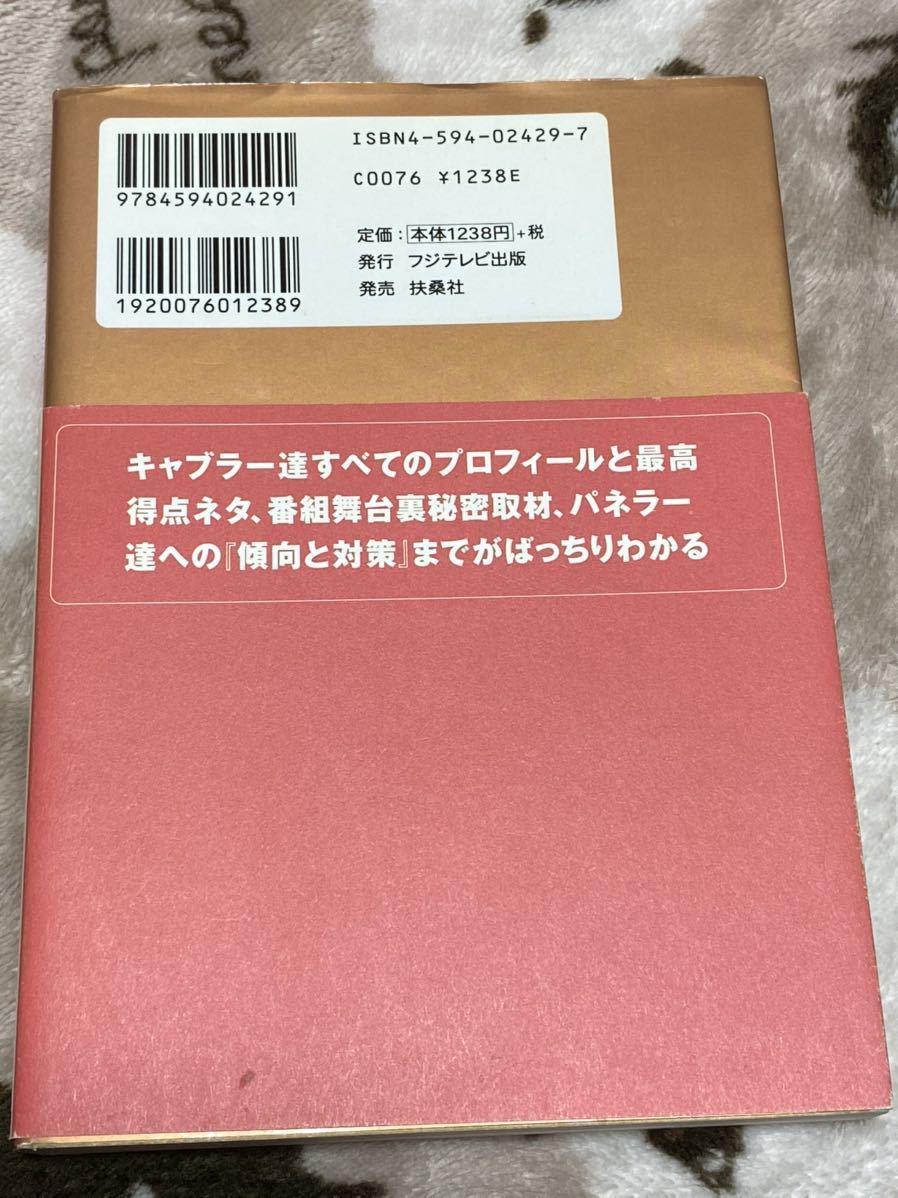 ISBN4-594-02429-7
C0076 ¥1238E
9784594024291
定価：本体1238円+税
発行 フジテレビ出版
発売 扶桑社
1920076012389
キャブラー達すべてのプロフィールと最高
得点ネタ、番組舞台裏秘密取材、パネラー
達への『傾向と対策』までがばっちりわかる